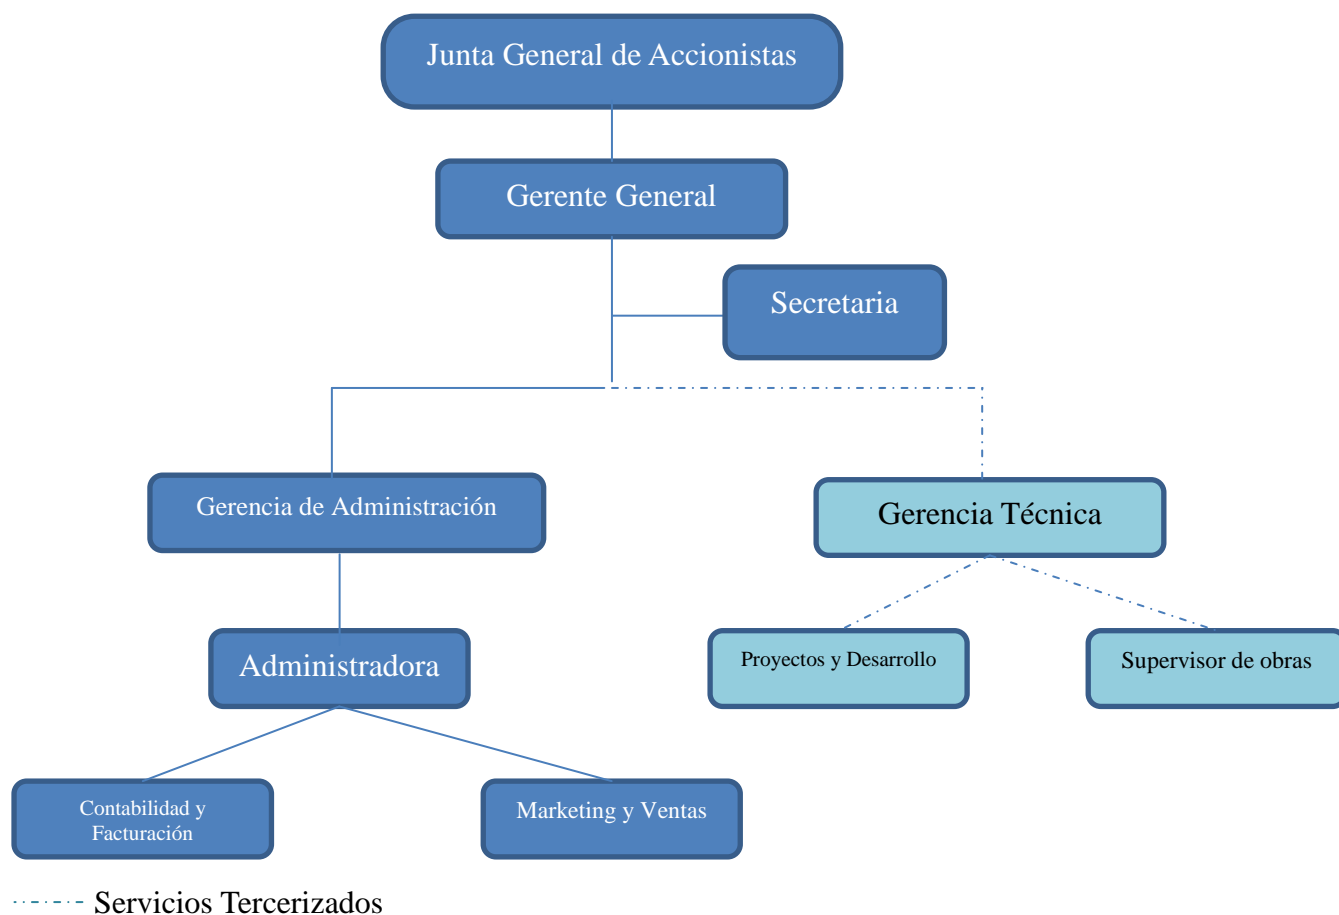 Junta General de Accionistas
Gerente General
Secretaria
Gerencia de Administración
Gerencia Técnica
Administradora
Proyectos y Desarrollo
Supervisor de obras
Contabilidad y
Facturación
Marketing y Ventas
Servicios Tercerizados